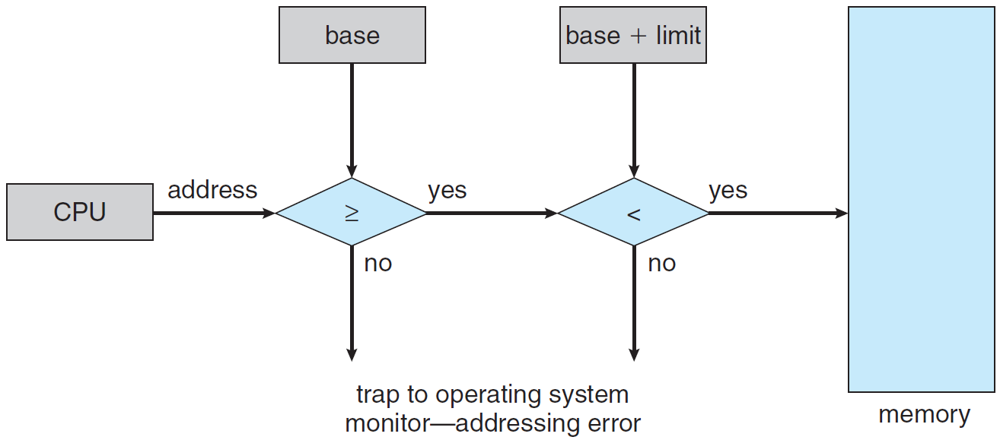 base
base + limit
address
yes
yes
CPU
≥
<
no
no
trap to operating system
monitor—addressing error
memory